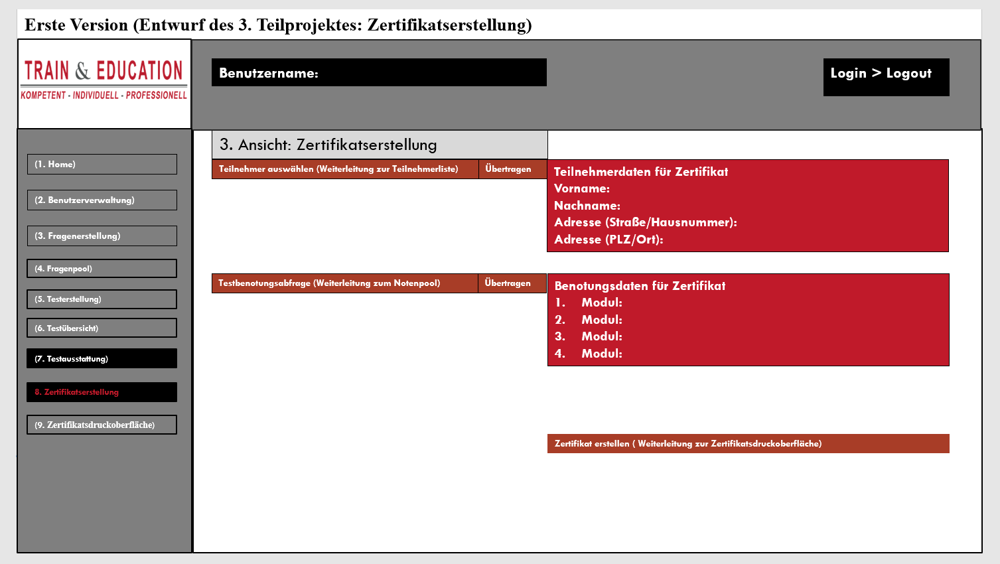 Erste Version (Entwurf des 3. Teilprojektes: Zertifikatserstellung)
TRAIN & EDUCATION
KOMPETENT - INDIVIDUELL - PROFESSIONELL
Benutzername:
Login > Logout
(1. Home)
(2. Benutzerverwaltung)
(3. Fragenerstellung)
(4. Fragenpool)
(5. Testerstellung)
(6. Testübersicht)
(7. Testausstattung)
8. Zertifikatserstellung
(9. Zertifikatsdruckoberfläche)
3. Ansicht: Zertifikatserstellung
Teilnehmer auswählen (Weiterleitung zur Teilnehmerliste)
Übertragen
Teilnehmerdaten für Zertifikat
Vorname:
Nachname:
Adresse (Straße/Hausnummer):
Adresse (PLZ/Ort):
Testbenotungsabfrage (Weiterleitung zum Notenpool)
Übertragen
Benotungsdaten für Zertifikat
1. Modul:
2. Modul:
3. Modul:
4. Modul:
Zertifikat erstellen ( Weiterleitung zur Zertifikatsdruckoberfläche)